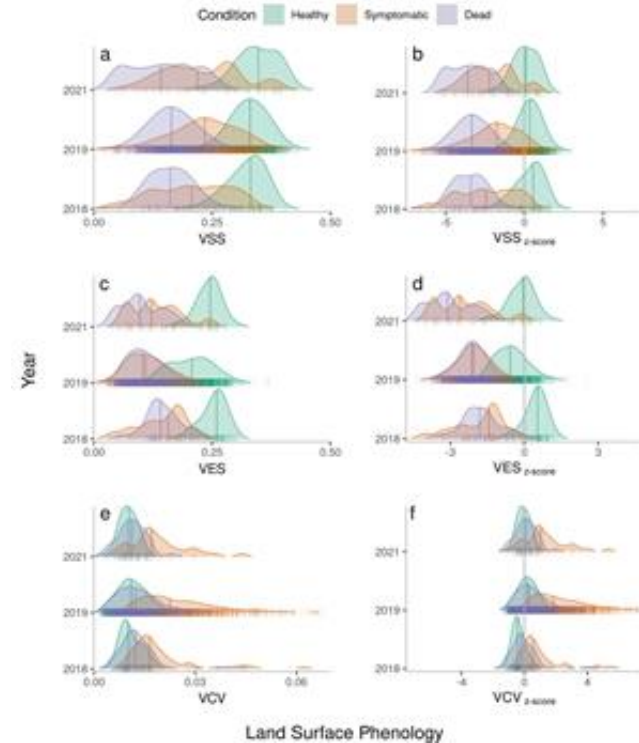 Condition Healthy Symptomatic Dead
a
b
2021
2019
2018
0.00 0.25 0.50
VSS
2021
2019
2018
-5 0 5
VSS z-score
c
d
Year
2021
2019
2018
0.00 0.25 0.50
VES
2021
2019
2018
-3 0 3
VES z-score
e
f
2021
2019
2018
0.00 0.03 0.06
VCV
2021
2019
2018
0
VCV z-score
Land Surface Phenology